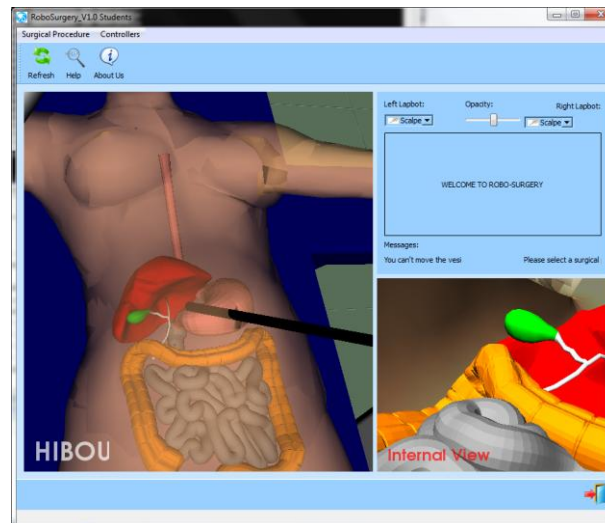 RoboSurgery_V1.0 Students
Surgical Procedure Controllers
Refresh Help About Us
Left Lapbot: Opacity: Right Lapbot:
Scalpe Scalpe
WELCOME TO ROBO-SURGERY
Messages:
You can't move the vesi Please select a surgical
HIBOU
Internal View